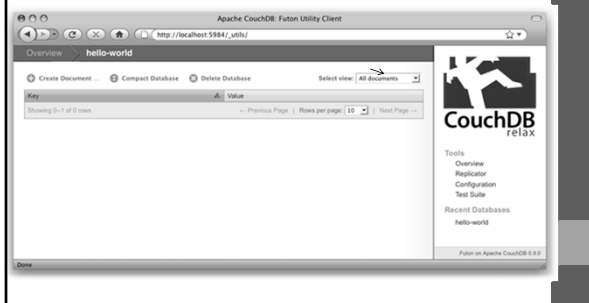 Apache CouchDB: Futon Utility Client
http://localhost:5984/_utils/
Overview hello-world
Create Document ... Compact Database Delete Database Select view: All documents
Key Value
Showing 0–1 of 0 rows ← Previous Page | Rows per page: 10 | Next Page →
CouchDB
relax
Tools
Overview
Replicator
Configuration
Test Suite
Recent Databases
hello-world
Futon on Apache CouchDB 0.9.0
Done